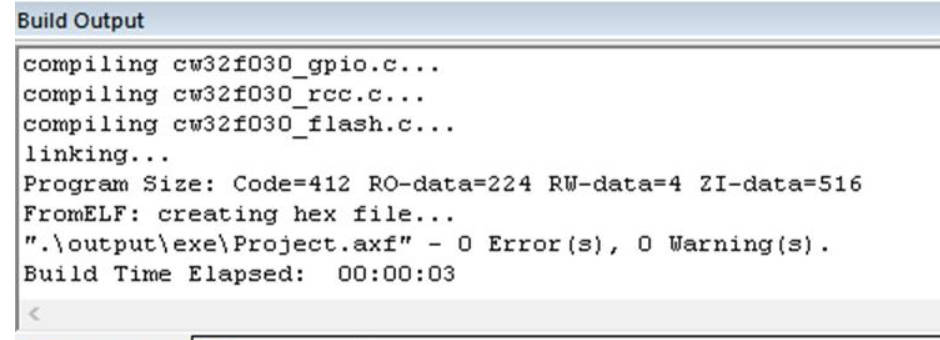 Build Output
compiling cw32f030_gpio.c...
compiling cw32f030_rcc.c...
compiling cw32f030_flash.c...
linking...
Program Size: Code=412 RO-data=224 RW-data=4 ZI-data=516
FromELF: creating hex file...
".\output\exe\Project.axf" - 0 Error(s), 0 Warning(s).
Build Time Elapsed:  00:00:03